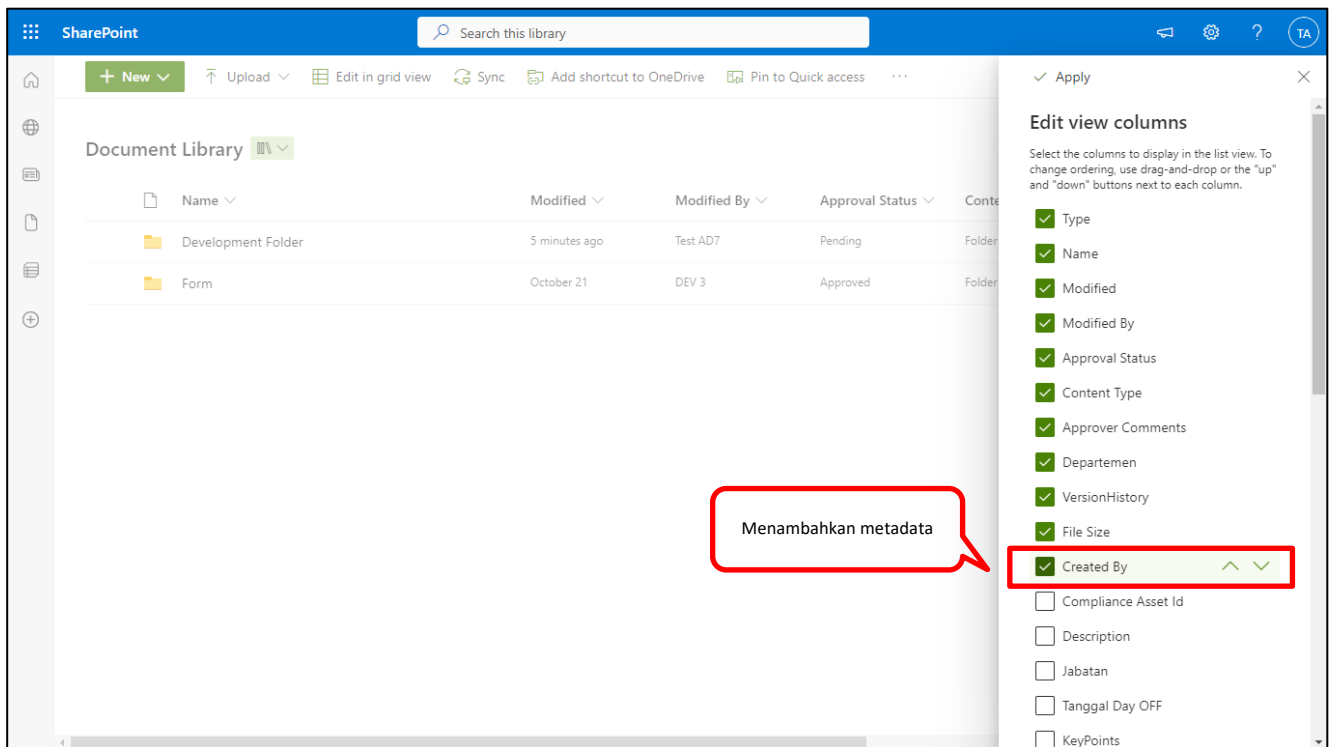 SharePoint
Search this library
?
TA
New
Upload
Edit in grid view
Sync
Add shortcut to OneDrive
Pin to Quick access
...
Apply
Document Library
Name
Modified
Modified By
Approval Status
Conte
Development Folder
5 minutes ago
Test AD7
Pending
Folder
Form
October 21
DEV 3
Approved
Folder
Edit view columns
Select the columns to display in the list view. To
change ordering, use drag-and-drop or the "up"
and "down" buttons next to each column.
Type
Name
Modified
Modified By
Approval Status
Content Type
Approver Comments
Departemen
VersionHistory
File Size
Menambahkan metadata
Created By
Compliance Asset Id
Description
Jabatan
Tanggal Day OFF
KeyPoints